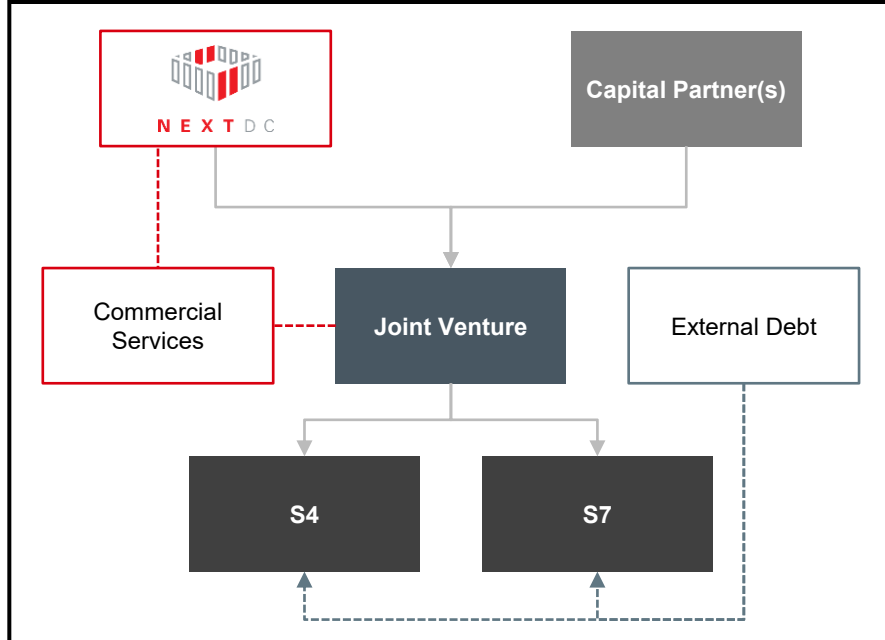 NEXTDC
Capital Partner(s)
Commercial
Services
Joint Venture
External Debt
S4
S7